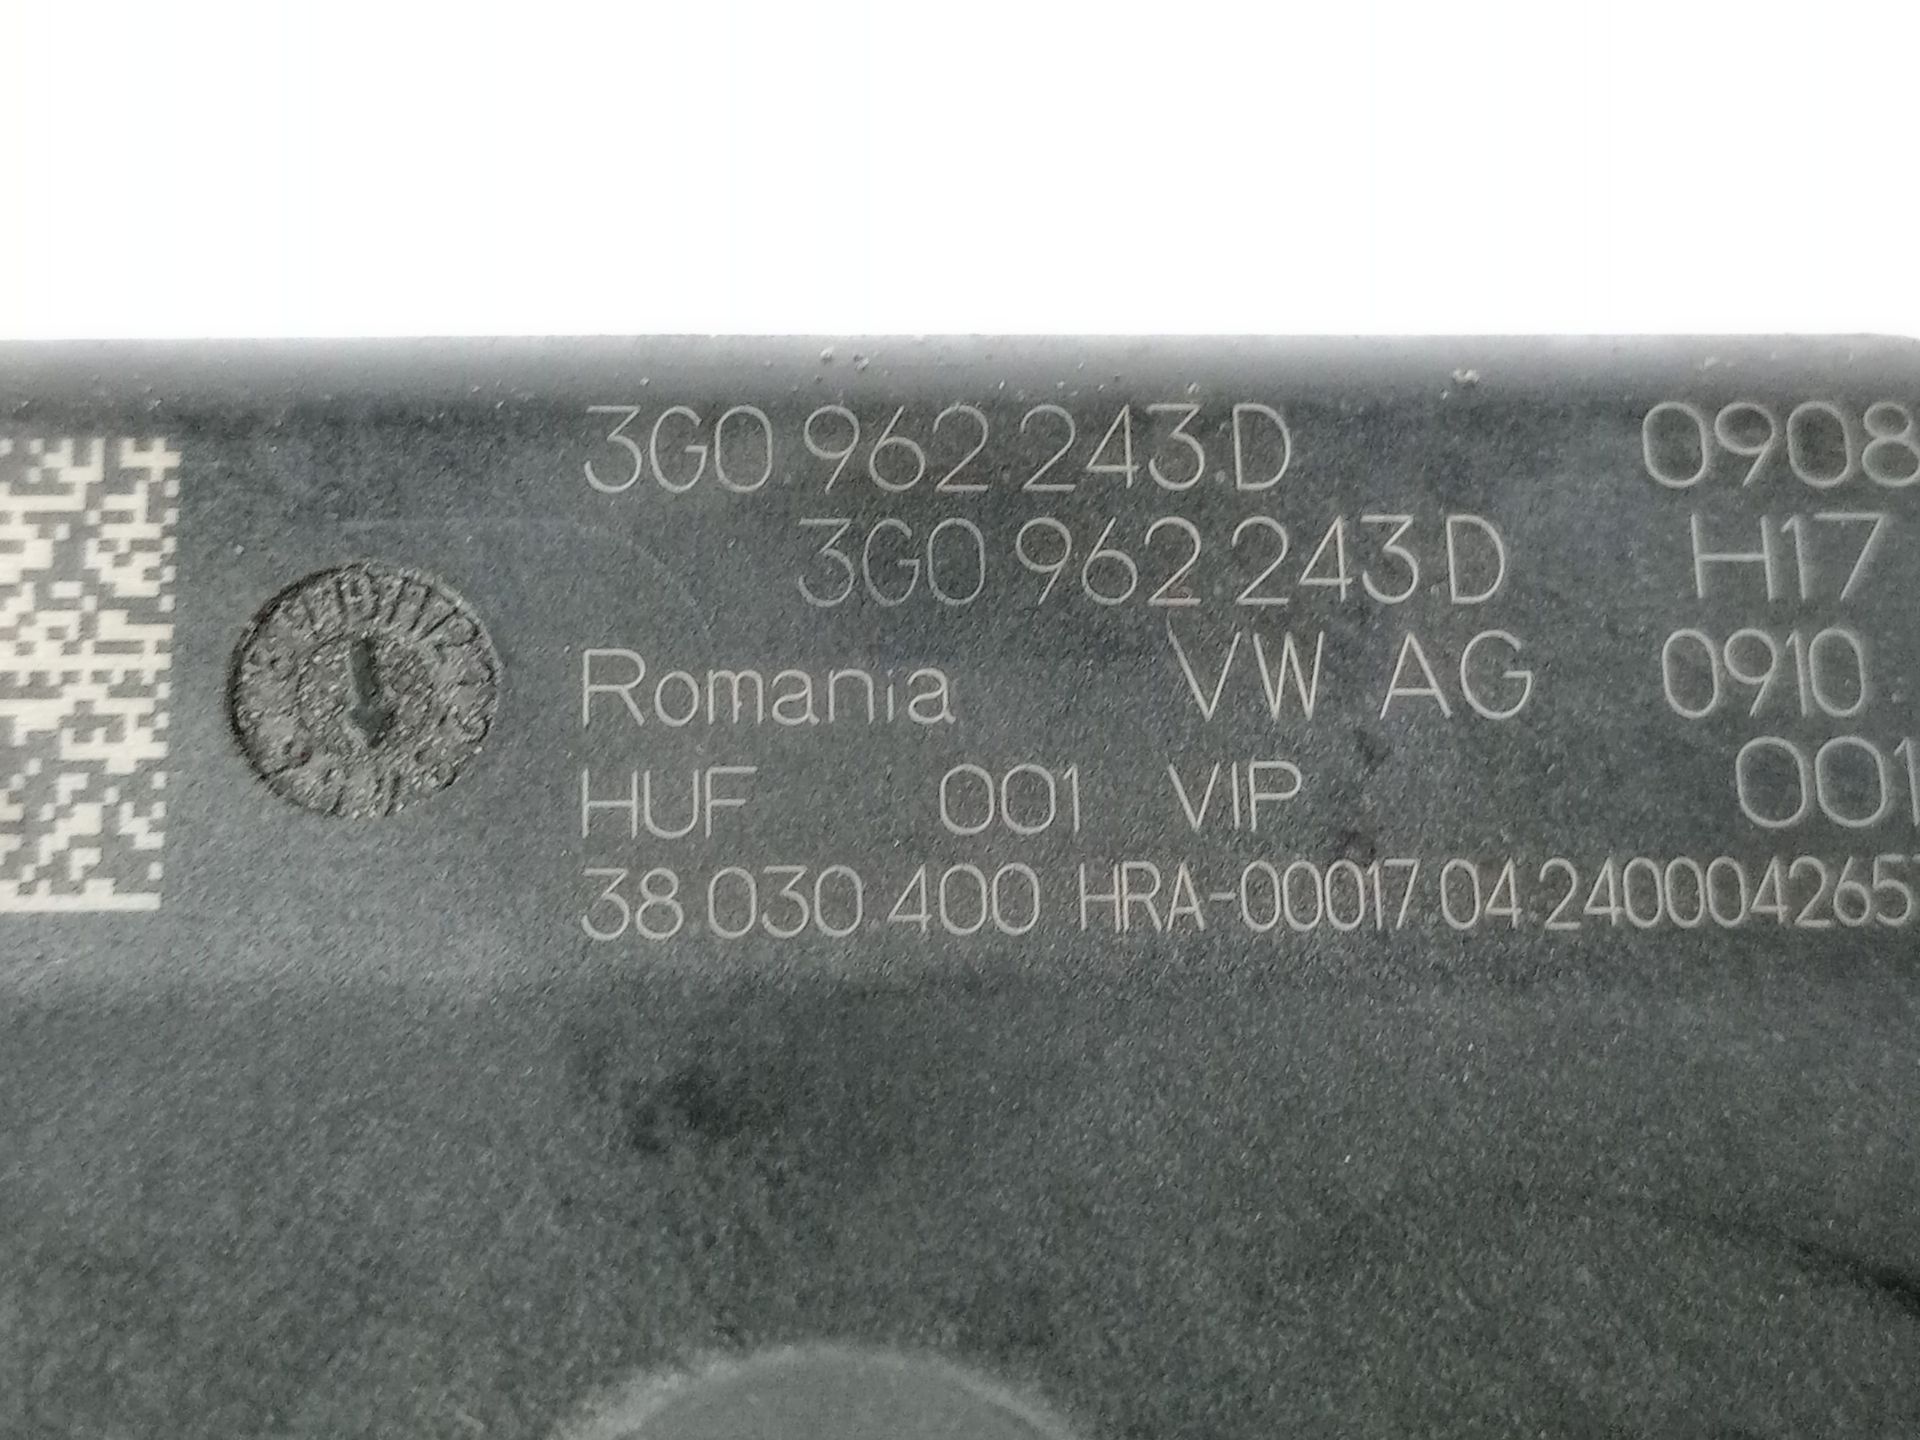 3G0 962 243 D 0908
3G0 962 243 D H17
Romania VW AG 0910
HUF 001 VIP 001
38.030.400 HRA-00017.04.240004265